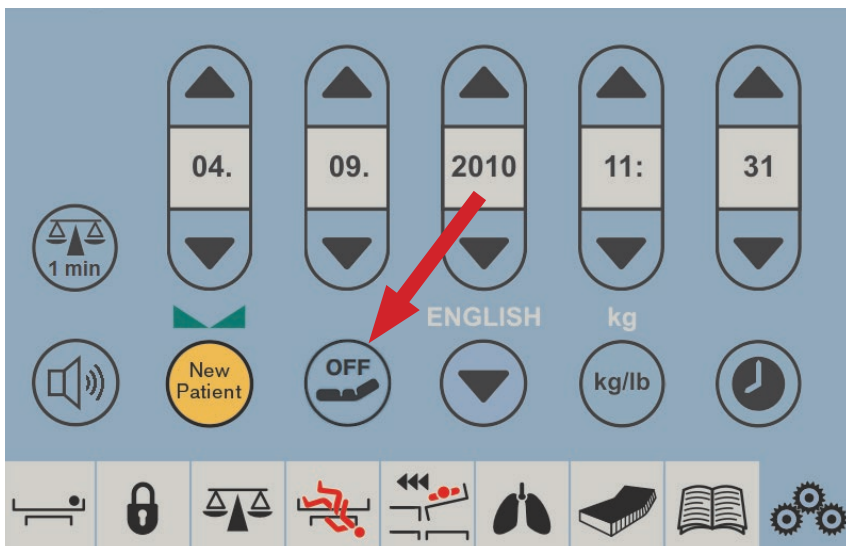 04.
09.
2010
11:
31
1 min
ENGLISH
kg
New
Patient
OFF
kg/lb